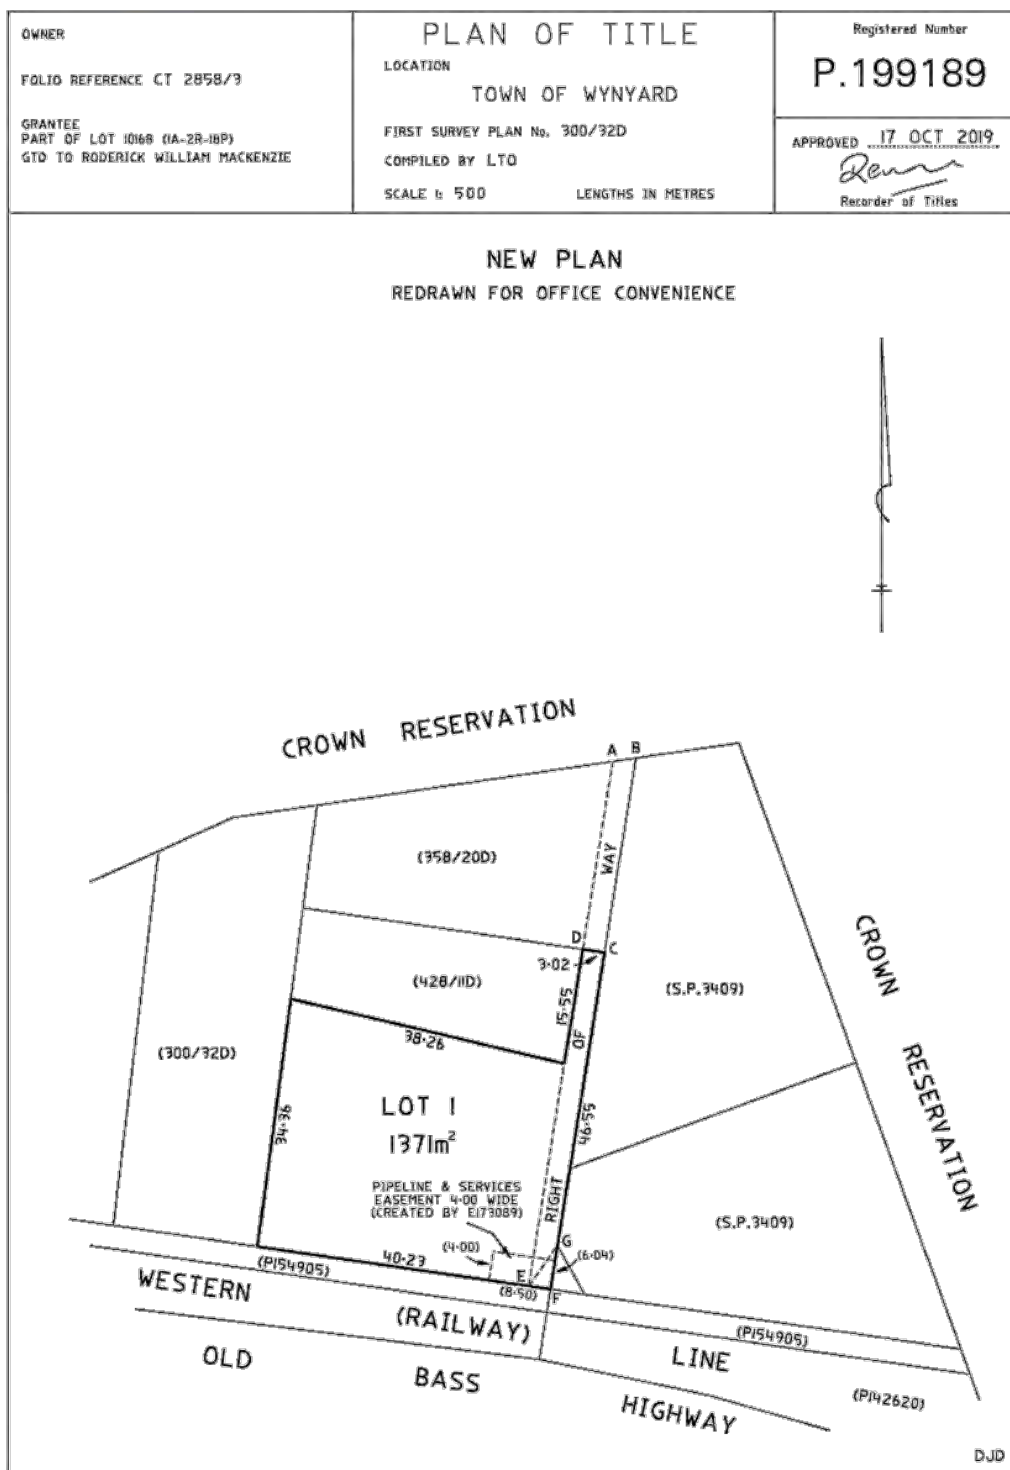 OWNER
FOLIO REFERENCE CT 2858/3
GRANTEE
PART OF LOT 10168 (1A-2R-18P)
GTD TO RODERICK WILLIAM MACKENZIE
PLAN OF TITLE
LOCATION
TOWN OF WYNYARD
FIRST SURVEY PLAN No. 300/32D
COMPILED BY LTO
SCALE 1: 500 LENGTHS IN METRES
Registered Number
P.199189
APPROVED 17 OCT 2019
Recorder of Titles
NEW PLAN
REDRAWN FOR OFFICE CONVENIENCE
CROWN RESERVATION
A B
(358/20D)
WAY
D C
3·02
(428/11D)
15·55
OF
(S.P.3409)
CROWN RESERVATION
38·26
(300/32D)
34·36
LOT 1
1371m²
46·55
PIPELINE & SERVICES
EASEMENT 4·00 WIDE
(CREATED BY E173089)
RIGHT
(S.P.3409)
(4·00)
G
(6·04)
40·23
E
(8·50)
F
(P154905)
WESTERN (RAILWAY) LINE
(P154905)
OLD BASS HIGHWAY
(P142620)
DJD